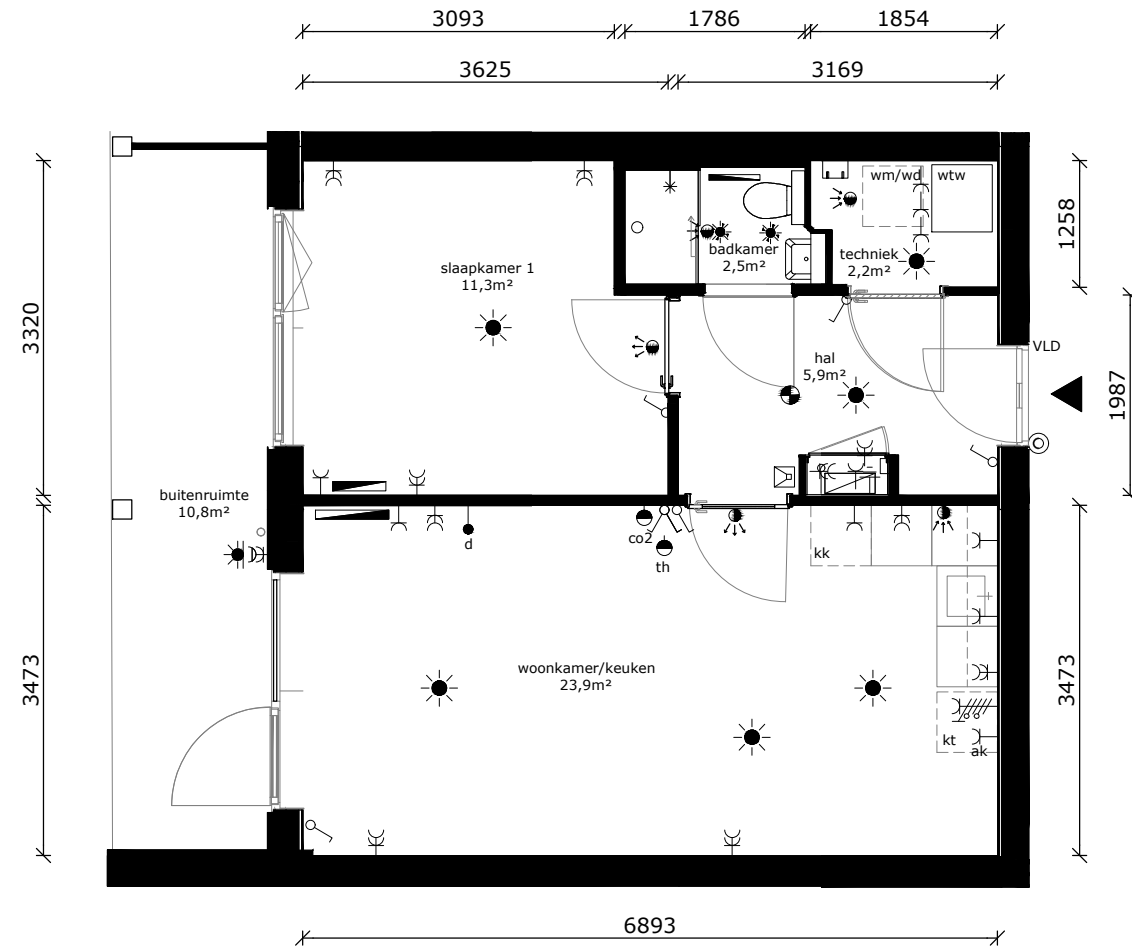 3093
1786
1854
3625
3169
wm/wd
wtw
1258
badkamer
2,5m²
techniek
2,2m²
slaapkamer 1
11,3m²
3320
VLD
hal
5,9m²
1987
buitenruimte
10,8m²
d
co2
th
kk
woonkamer/keuken
23,9m²
3473
3473
kt
ak
6893